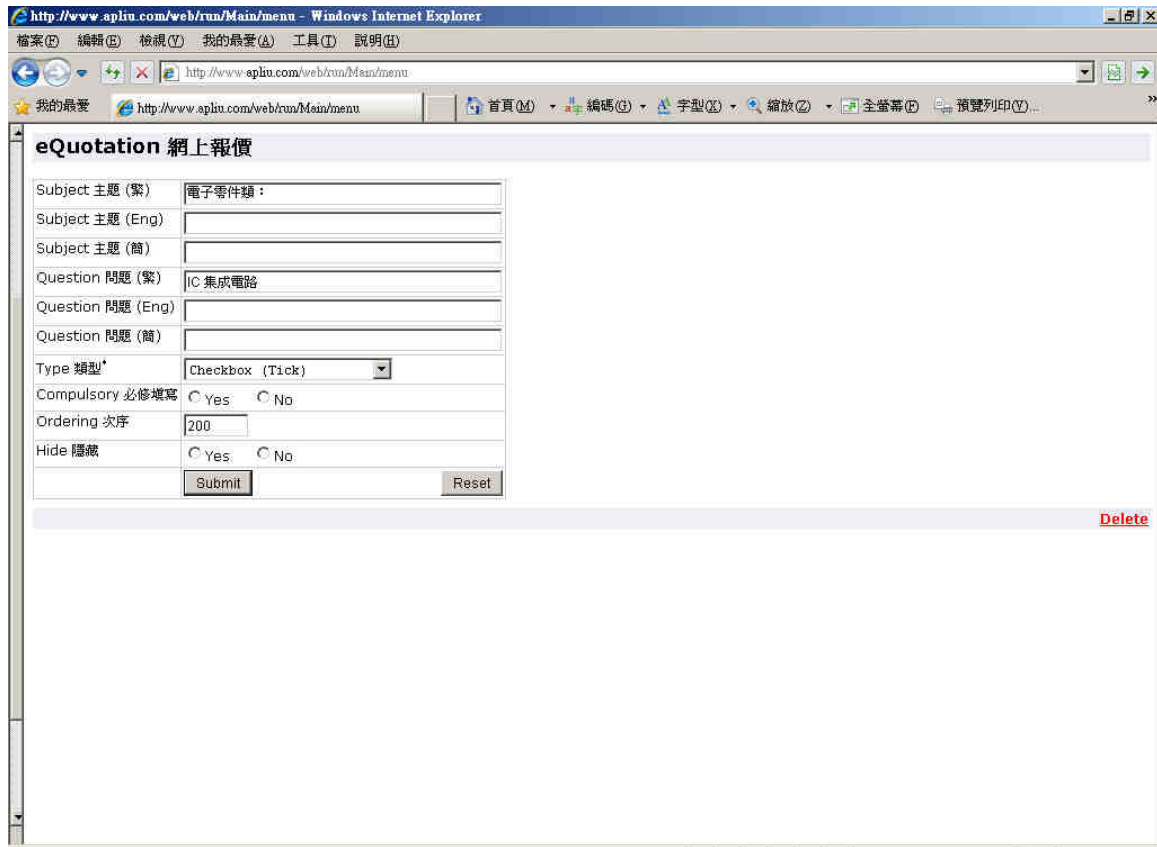 http://www.apliu.com/web/run/Main/menu - Windows Internet Explorer
檔案(F) 編輯(E) 檢視(V) 我的最愛(A) 工具(T) 說明(H)
http://www.apliu.com/web/run/Main/menu
我的最愛 http://www.apliu.com/web/run/Main/menu 首頁(M) 編碼(G) 字型(X) 縮放(Z) 全螢幕(F) 預覽列印(V)... »
eQuotation 網上報價
Subject 主題 (繁) 電子零件類：
Subject 主題 (Eng)
Subject 主題 (簡)
Question 問題 (繁) IC 集成電路
Question 問題 (Eng)
Question 問題 (簡)
Type 類型* Checkbox (Tick)
Compulsory 必修填寫 Yes No
Ordering 次序 200
Hide 隱藏 Yes No
Submit Reset
Delete